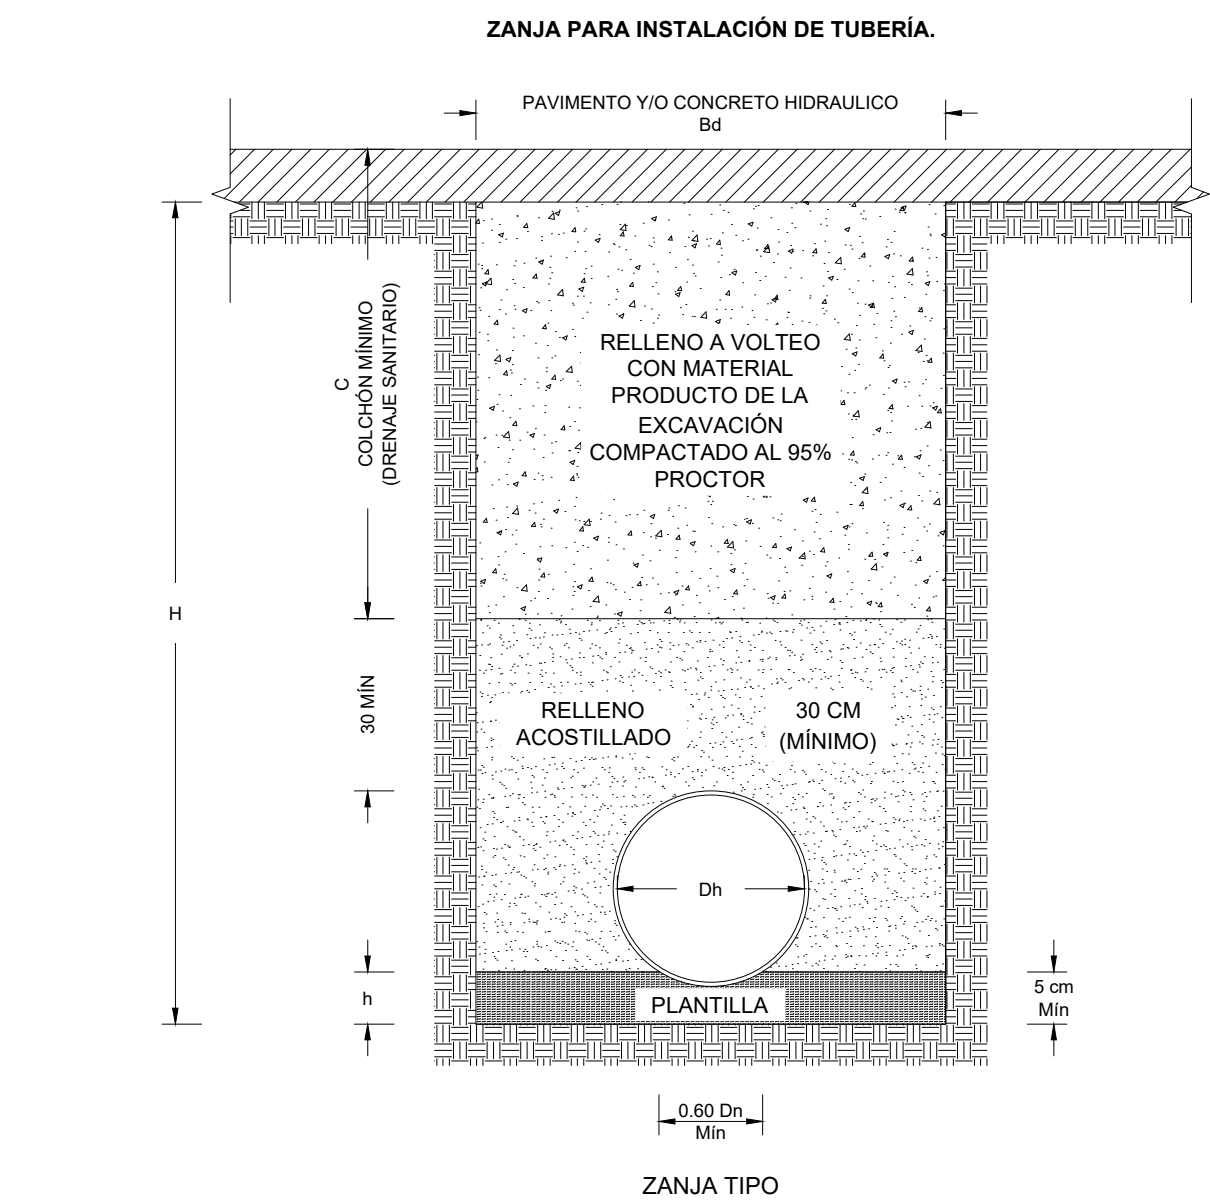 ZANJA PARA INSTALACIÓN DE TUBERÍA.
PAVIMENTO Y/O CONCRETO HIDRAULICO
Bd
C
COLCHÓN MÍNIMO
(DRENAJE SANITARIO)
RELLENO A VOLTEO
CON MATERIAL
PRODUCTO DE LA
EXCAVACIÓN
COMPACTADO AL 95%
PROCTOR
H
30 MÍN
RELLENO
ACOSTILLADO
30 CM
(MÍNIMO)
Dh
h
PLANTILLA
5 cm
Mín
0.60 Dn
Mín
ZANJA TIPO